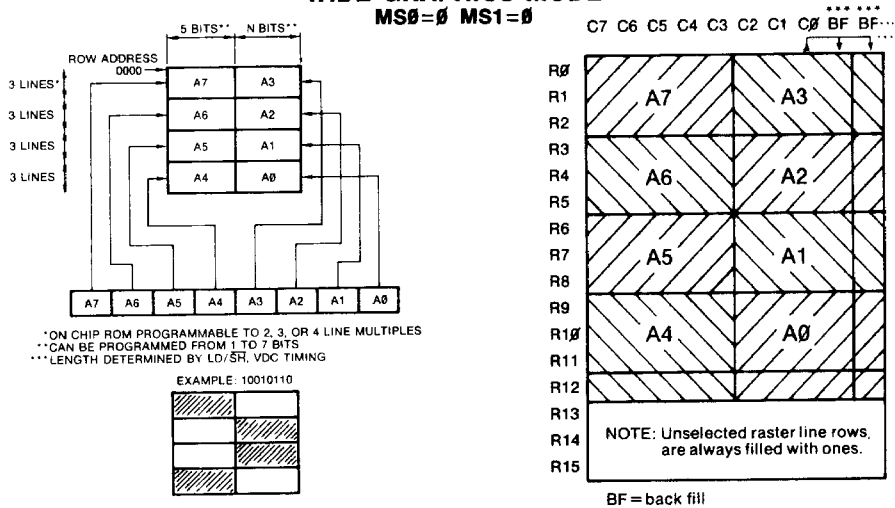 MSØ=Ø MS1=Ø
5 BITS** N BITS**
ROW ADDRESS
0000
3 LINES* A7 A3
3 LINES A6 A2
3 LINES A5 A1
3 LINES A4 AØ
A7 A6 A5 A4 A3 A2 A1 AØ
*ON CHIP ROM PROGRAMMABLE TO 2, 3, OR 4 LINE MULTIPLES
**CAN BE PROGRAMMED FROM 1 TO 7 BITS
***LENGTH DETERMINED BY LD/SH, VDC TIMING
EXAMPLE: 10010110
*** ***
C7 C6 C5 C4 C3 C2 C1 CØ BF BF...
RØ
R1 A7 A3
R2
R3
R4 A6 A2
R5
R6
R7 A5 A1
R8
R9
R1Ø A4 AØ
R11
R12
R13
R14
R15
NOTE: Unselected raster line rows,
are always filled with ones.
BF = back fill